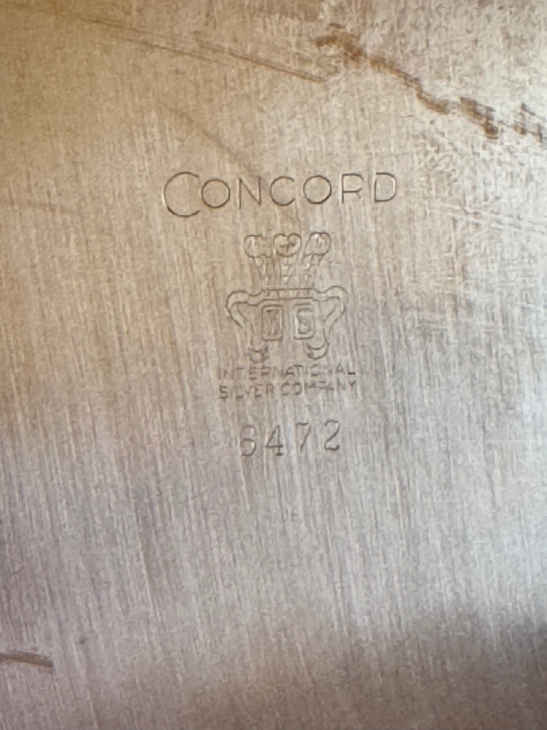 CONCORD
IS
INTERNATIONAL
SILVER COMPANY
6472